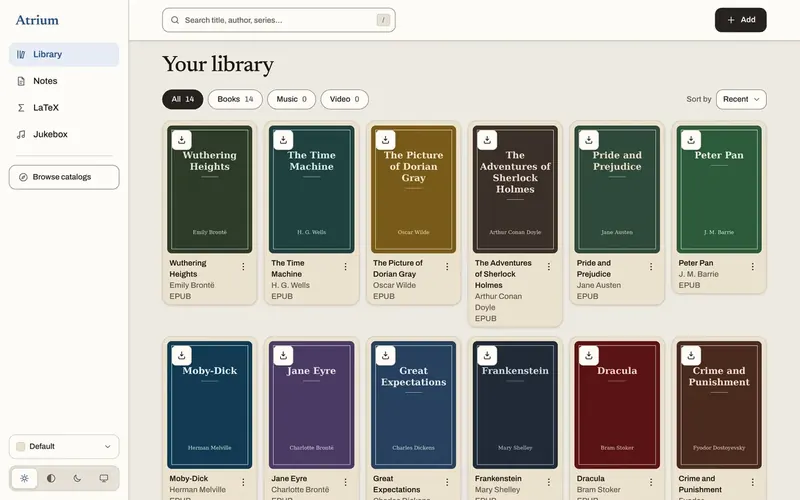 Atrium
Library
Notes
LaTeX
Jukebox
Browse catalogs
Default
Search title, author, series...
/
Add
Your library
All 14
Books 14
Music 0
Video 0
Sort by
Recent
Wuthering
Heights
Emily Brontë
The Time
Machine
H. G. Wells
The Picture
of Dorian
Gray
Oscar Wilde
The
Adventures of
Sherlock
Holmes
Arthur Conan Doyle
Pride and
Prejudice
Jane Austen
Peter Pan
J. M. Barrie
Wuthering
Heights
Emily Brontë
EPUB
The Time
Machine
H. G. Wells
EPUB
The Picture of
Dorian Gray
Oscar Wilde
EPUB
The Adventures
of Sherlock
Holmes
Arthur Conan
Doyle
EPUB
Pride and
Prejudice
Jane Austen
EPUB
Peter Pan
J. M. Barrie
EPUB
Moby-Dick
Herman Melville
Jane Eyre
Charlotte Brontë
Great
Expectations
Charles Dickens
Frankenstein
Mary Shelley
Dracula
Bram Stoker
Crime and
Punishment
Fyodor Dostoyevsky
Moby-Dick
Herman Melville
EPUB
Jane Eyre
Charlotte Brontë
EPUB
Great
Expectations
Charles Dickens
Frankenstein
Mary Shelley
EPUB
Dracula
Bram Stoker
EPUB
Crime and
Punishment
Fyodor